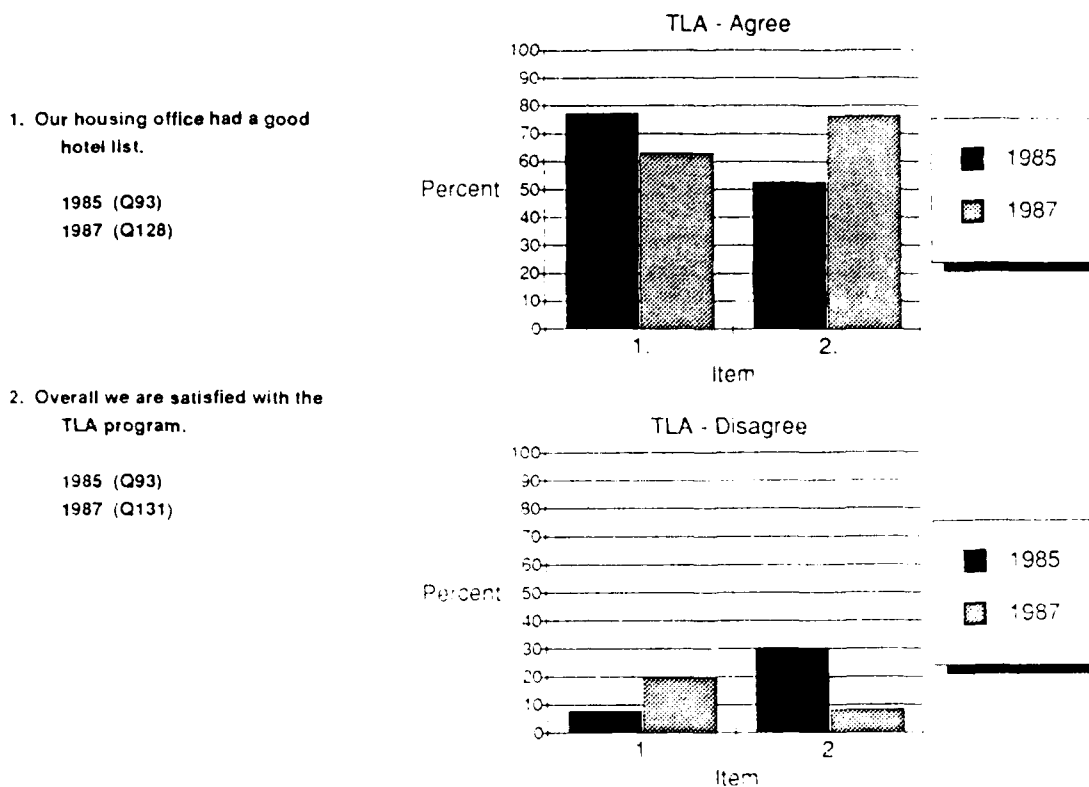 1. Our housing office had a good
hotel list.
1985 (Q93)
1987 (Q128)
2. Overall we are satisfied with the
TLA program.
1985 (Q93)
1987 (Q131)
TLA - Agree
100
90
80
70
60
Percent 50
40
30
20
10
0
1. 2.
Item
1985
1987
TLA - Disagree
100
90
80
70
60
Percent 50
40
30
20
10
0
1 2
Item
1985
1987